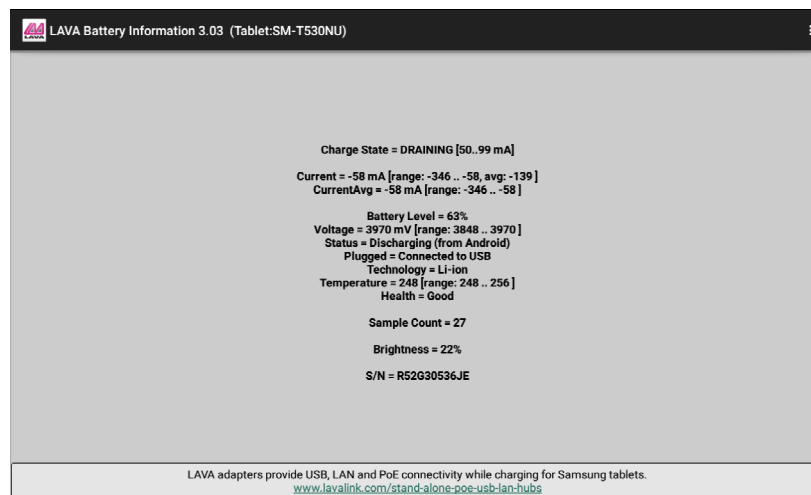 LAVA
LAVA Battery Information 3.03 (Tablet:SM-T530NU)
Charge State = DRAINING [50..99 mA]
Current = -58 mA [range: -346 .. -58, avg: -139 ]
CurrentAvg = -58 mA [range: -346 .. -58 ]
Battery Level = 63%
Voltage = 3970 mV [range: 3848 .. 3970 ]
Status = Discharging (from Android)
Plugged = Connected to USB
Technology = Li-ion
Temperature = 248 [range: 248 .. 256 ]
Health = Good
Sample Count = 27
Brightness = 22%
S/N = R52G30536JE
LAVA adapters provide USB, LAN and PoE connectivity while charging for Samsung tablets.
www.lavalink.com/stand-alone-poe-usb-lan-hubs